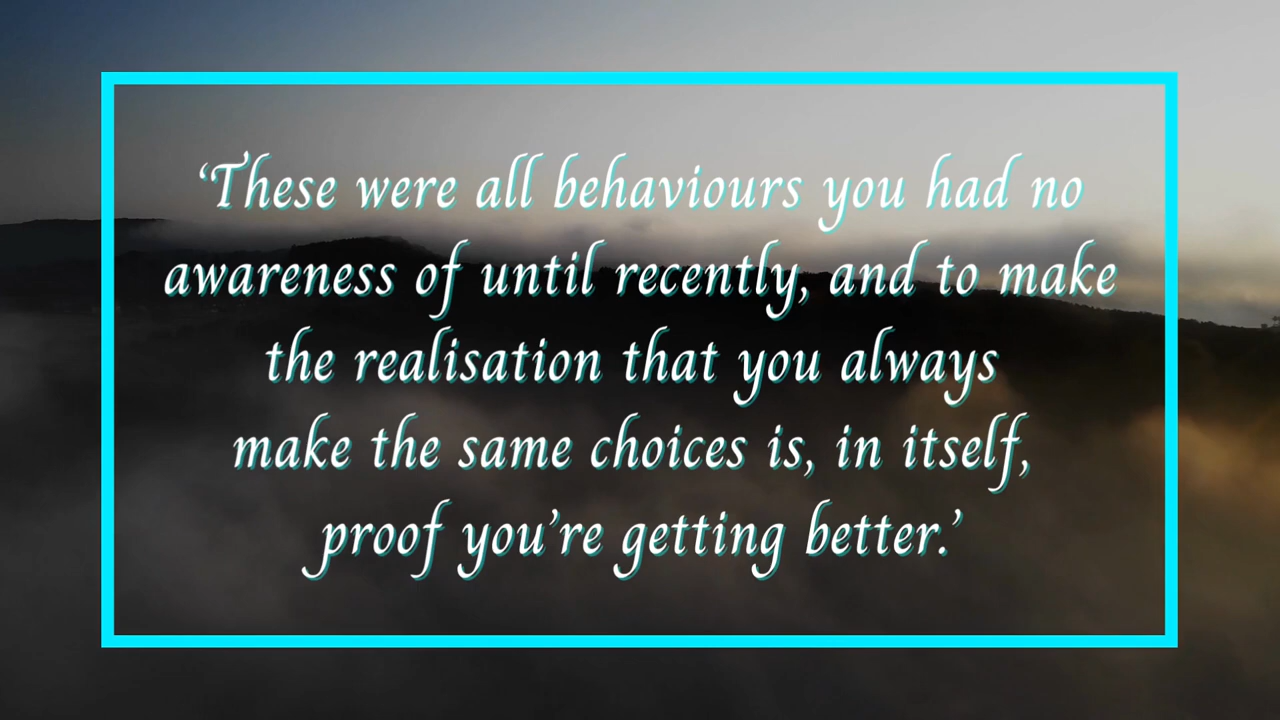 ‘These were all behaviours you had no
awareness of until recently, and to make
the realisation that you always
make the same choices is, in itself,
proof you’re getting better.’